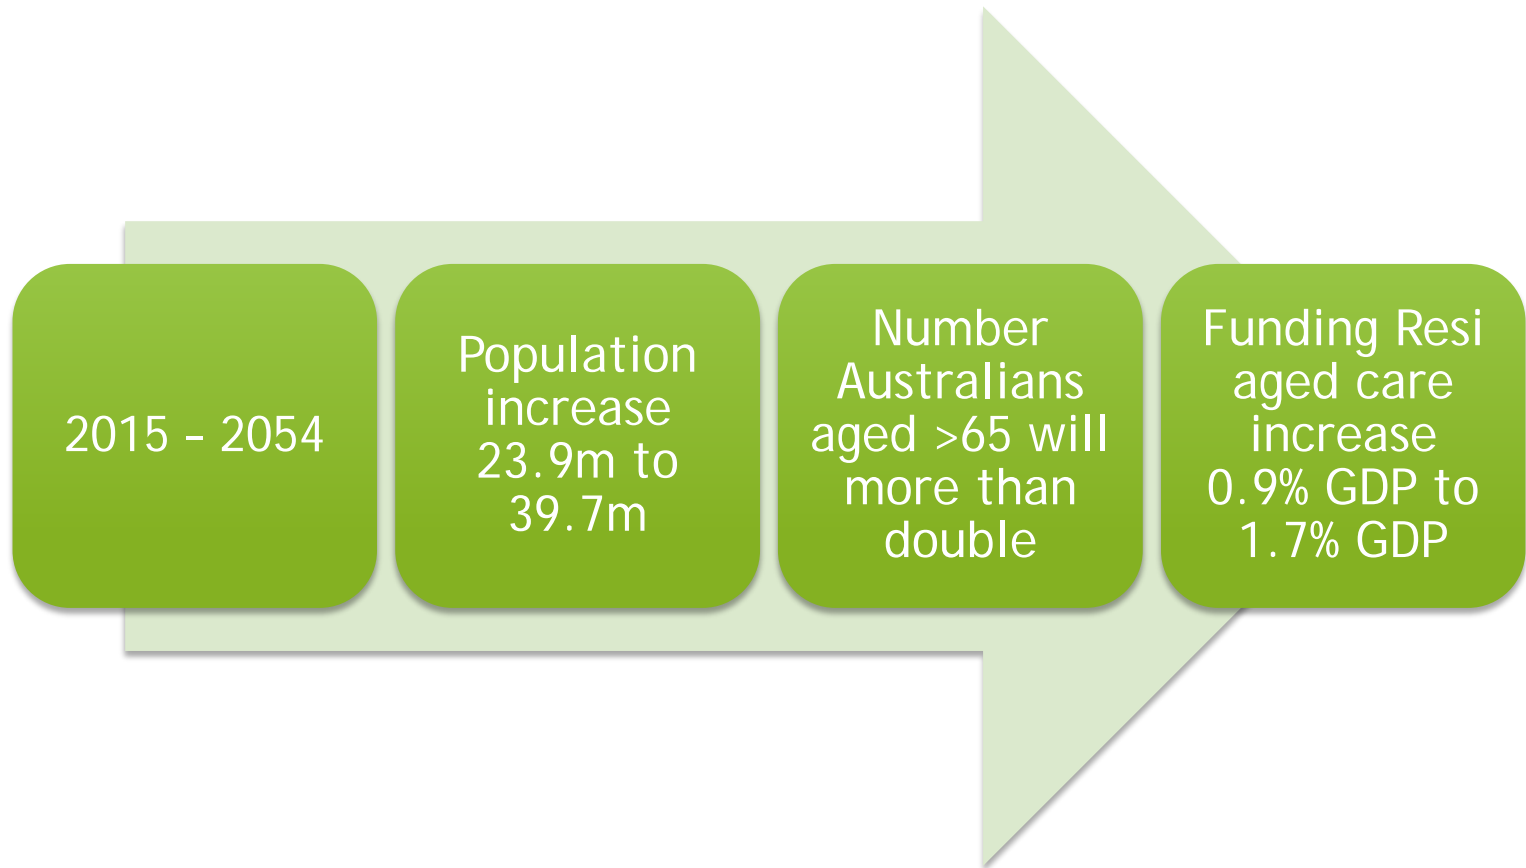 2015 – 2054
Population
increase
23.9m to
39.7m
Number
Australians
aged >65 will
more than
double
Funding Resi
aged care
increase
0.9% GDP to
1.7% GDP